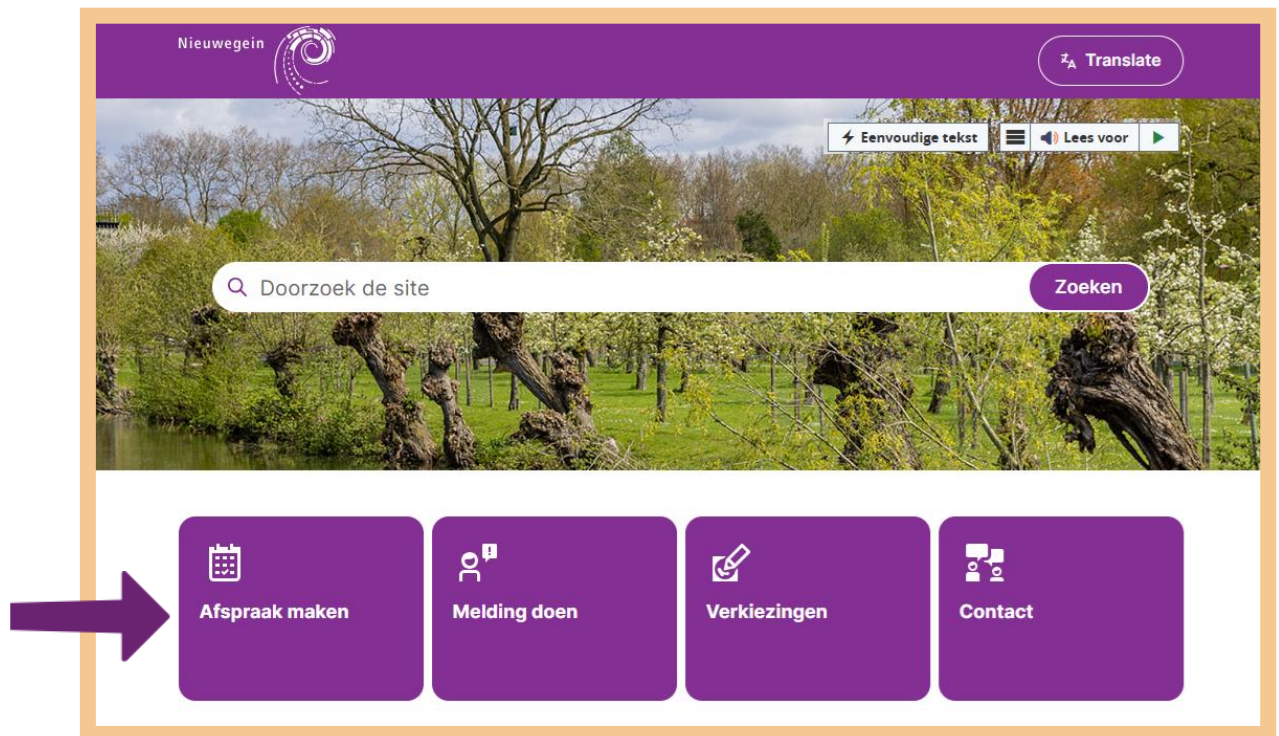 Nieuwegein
Translate
Eenvoudige tekst
Lees voor
Doorzoek de site
Zoeken
Afspraak maken
Melding doen
Verkiezingen
Contact